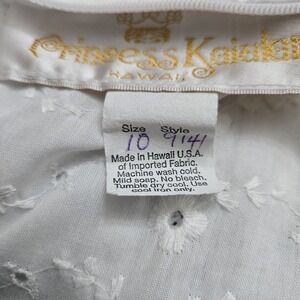 Princess Kaiulani
HAWAII
Size Style
10 9141
Made in Hawaii U.S.A.
of Imported Fabric.
Machine wash cold.
Mild soap. No bleach.
Tumble dry cool. Use
cool iron only.